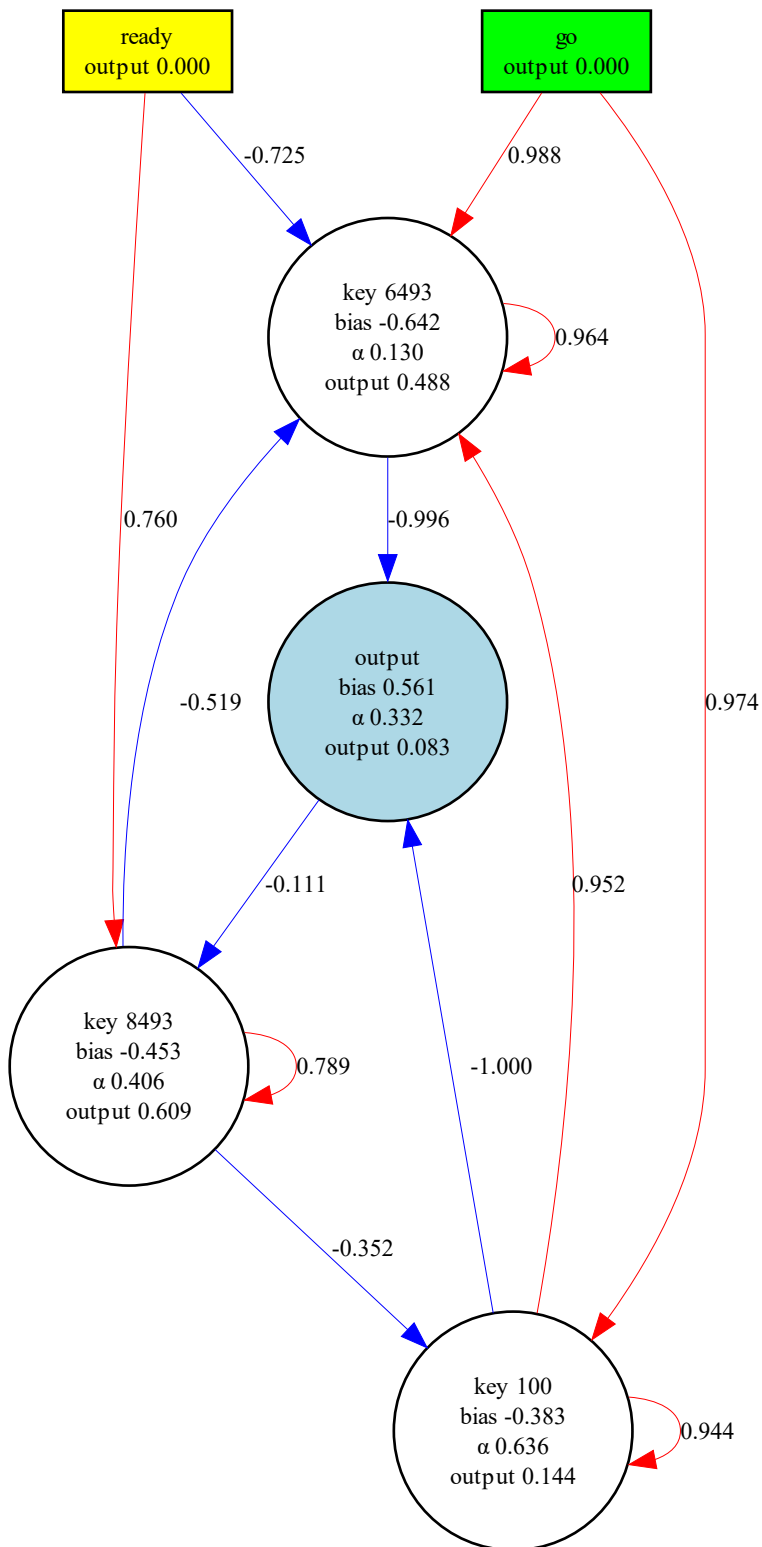 ready
output 0.000
go
output 0.000
-0.725
0.988
key 6493
bias -0.642
α 0.130
output 0.488
0.964
0.760
-0.996
-0.519
output
bias 0.561
α 0.332
output 0.083
0.974
-0.111
0.952
key 8493
bias -0.453
α 0.406
output 0.609
0.789
-1.000
-0.352
key 100
bias -0.383
α 0.636
output 0.144
0.944